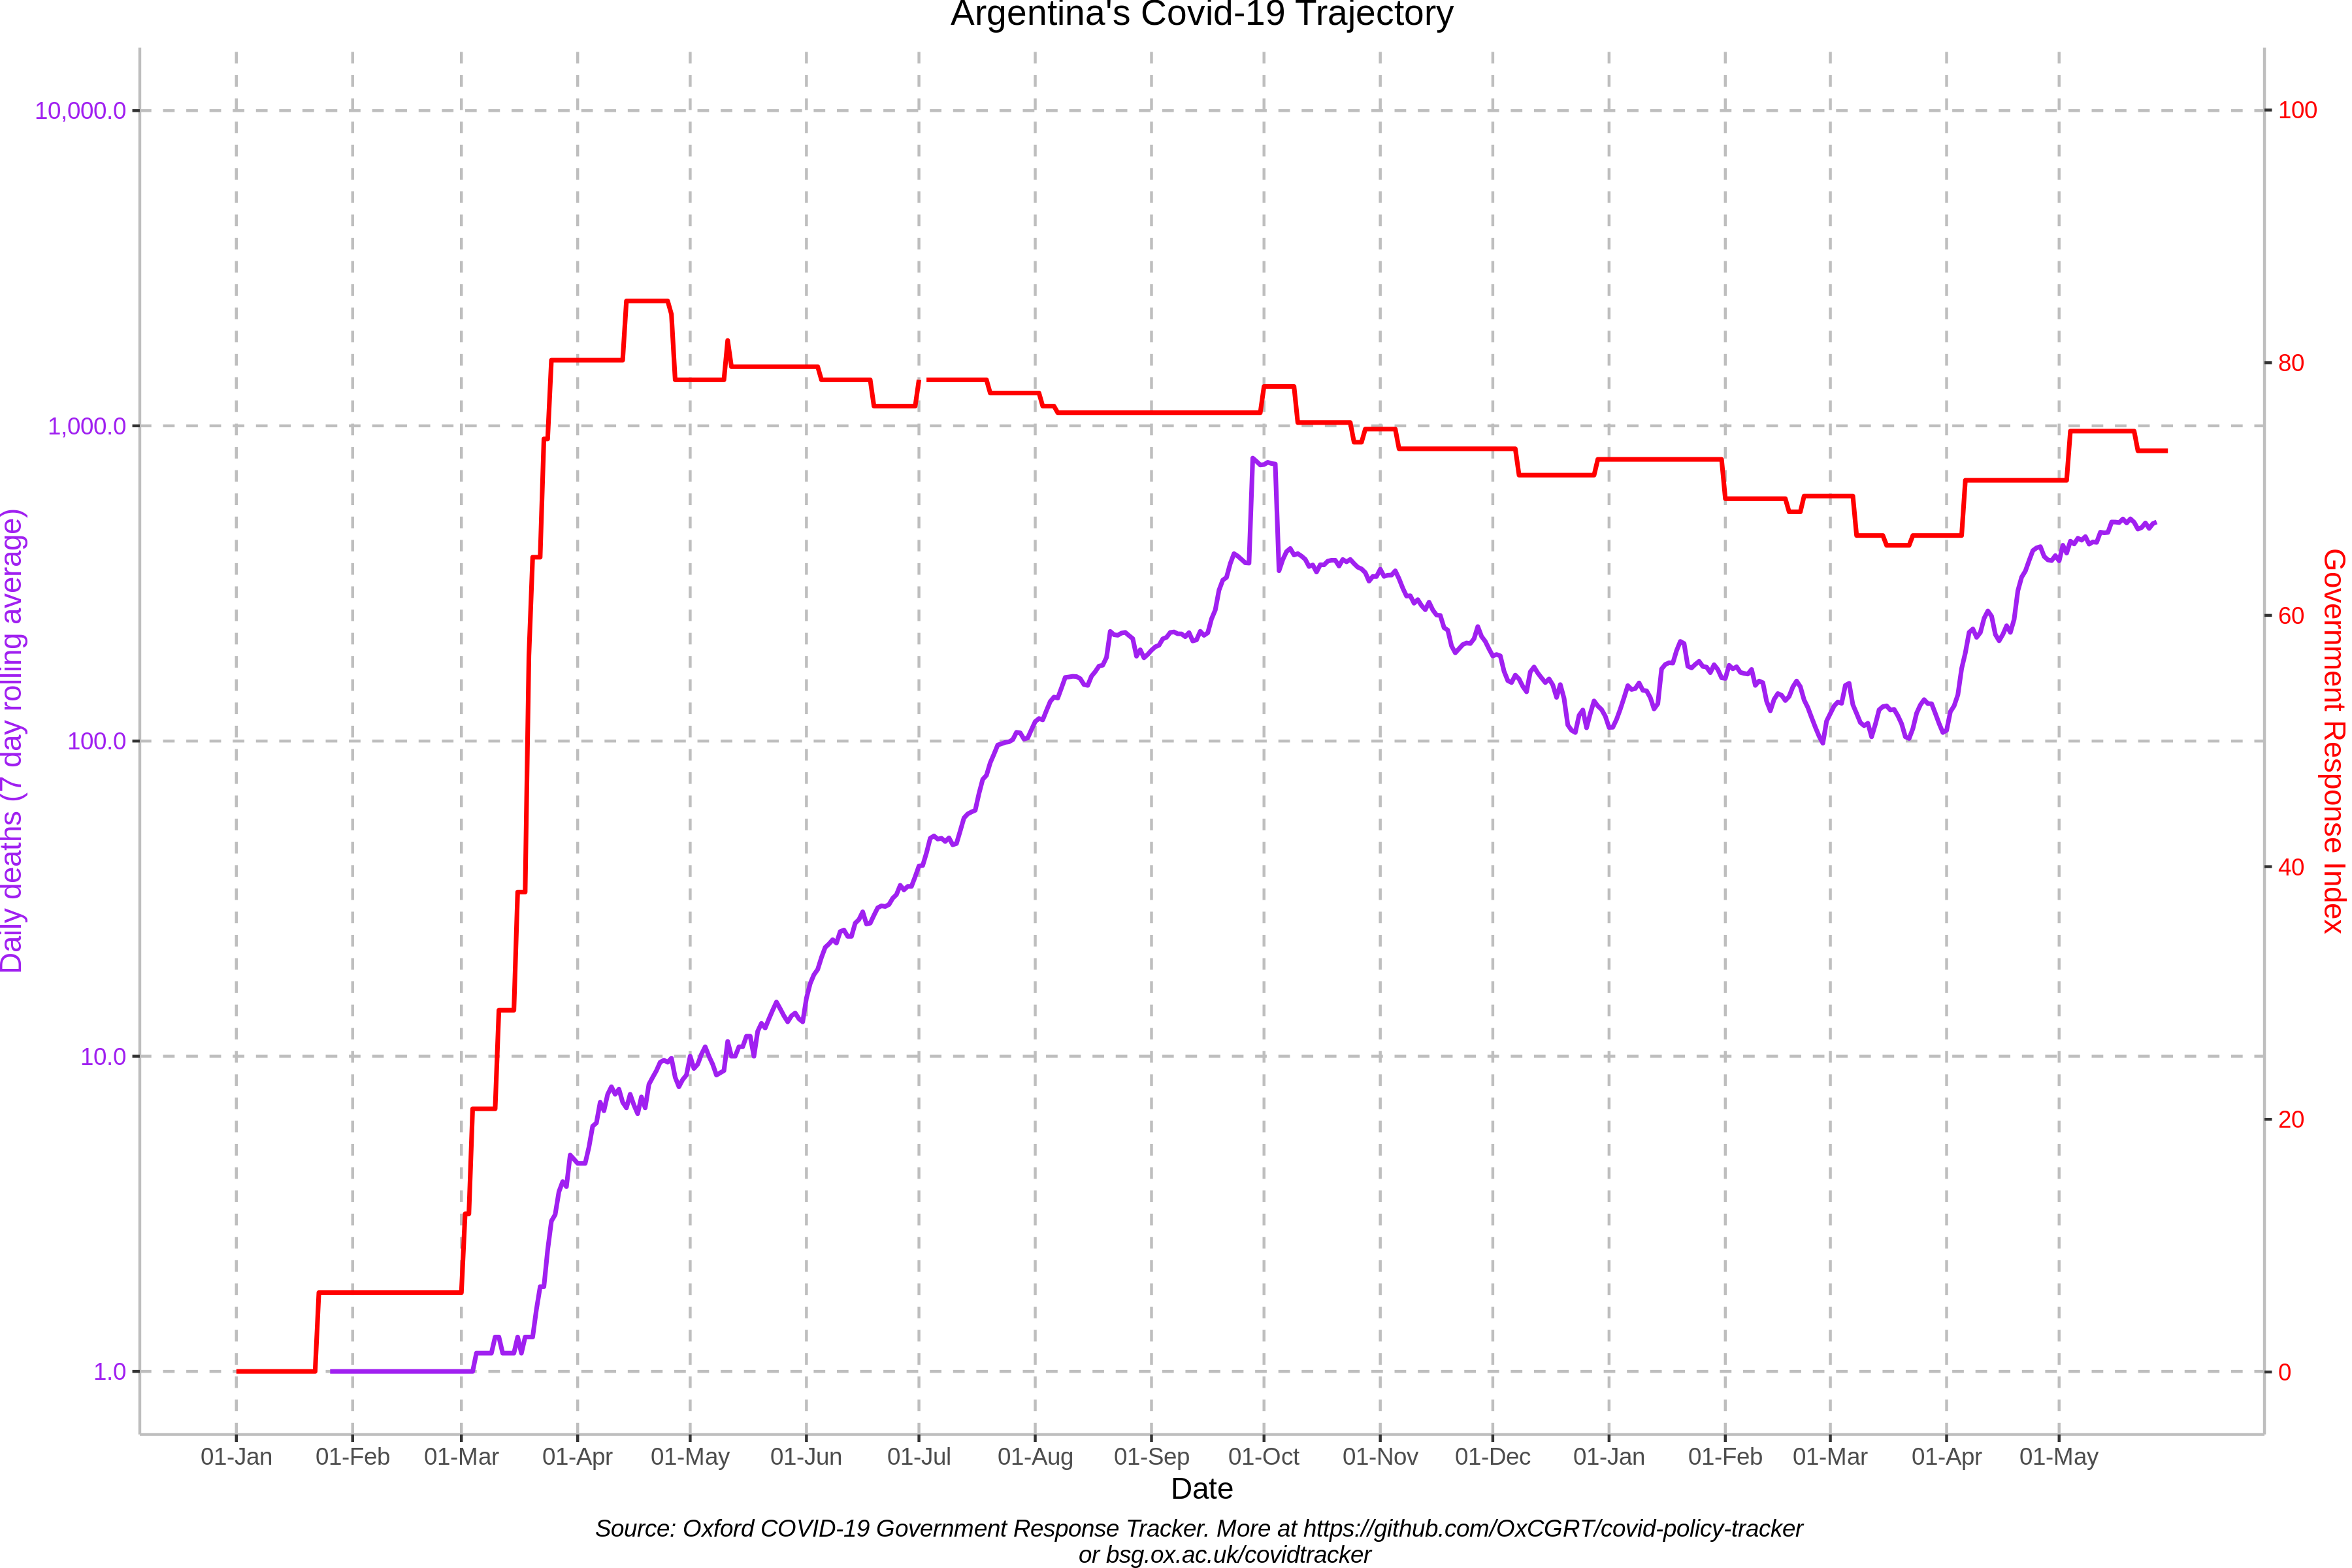 Argentina's Covid-19 Trajectory
10,000.0
1,000.0
100.0
10.0
1.0
Daily deaths (7 day rolling average)
100
80
60
40
20
0
Government Response Index
01-Jan 01-Feb 01-Mar 01-Apr 01-May 01-Jun 01-Jul 01-Aug 01-Sep 01-Oct 01-Nov 01-Dec 01-Jan 01-Feb 01-Mar 01-Apr 01-May
Date
Source: Oxford COVID-19 Government Response Tracker. More at https://github.com/OxCGRT/covid-policy-tracker
or bsg.ox.ac.uk/covidtracker